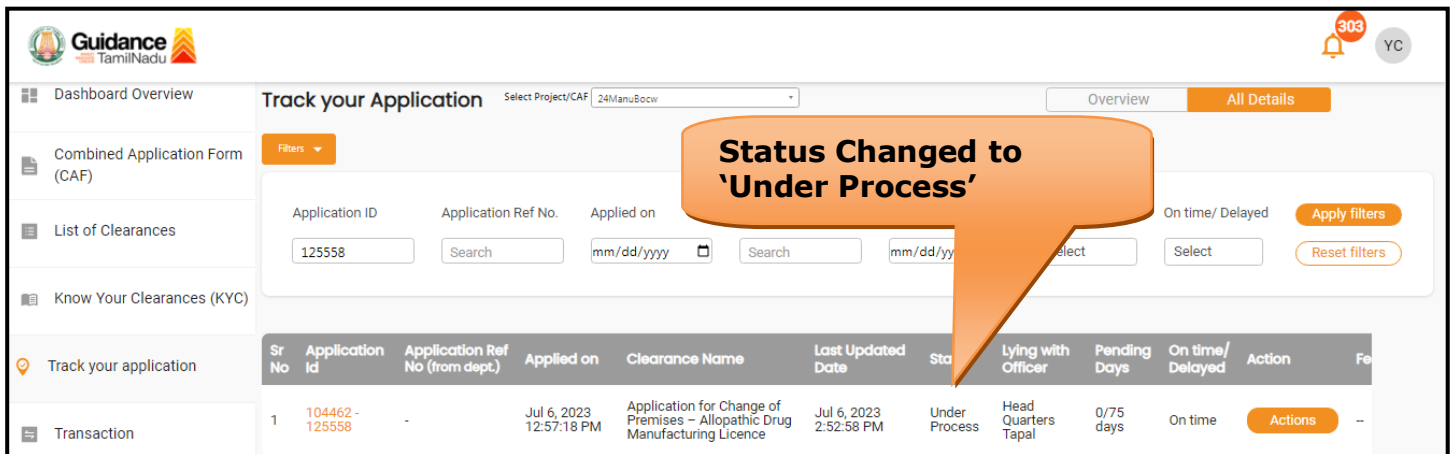 Guidance
TamilNadu
303
YC
Dashboard Overview
Combined Application Form
(CAF)
List of Clearances
Know Your Clearances (KYC)
Track your application
Transaction
Track your Application
Select Project/CAF 24ManuBocw
Overview All Details
Filters
Status Changed to
‘Under Process’
Application ID Application Ref No. Applied on On time/ Delayed Apply filters
125558 Search mm/dd/yyyy Search mm/dd/yy elect Select Reset filters
Sr No Application Id Application Ref No (from dept.) Applied on Clearance Name Last Updated Date Sta Lying with Officer Pending Days On time/ Delayed Action Fe
1 104462 - 125558 - Jul 6, 2023 12:57:18 PM Application for Change of Premises – Allopathic Drug Manufacturing Licence Jul 6, 2023 2:52:58 PM Under Process Head Quarters Tapal 0/75 days On time Actions --